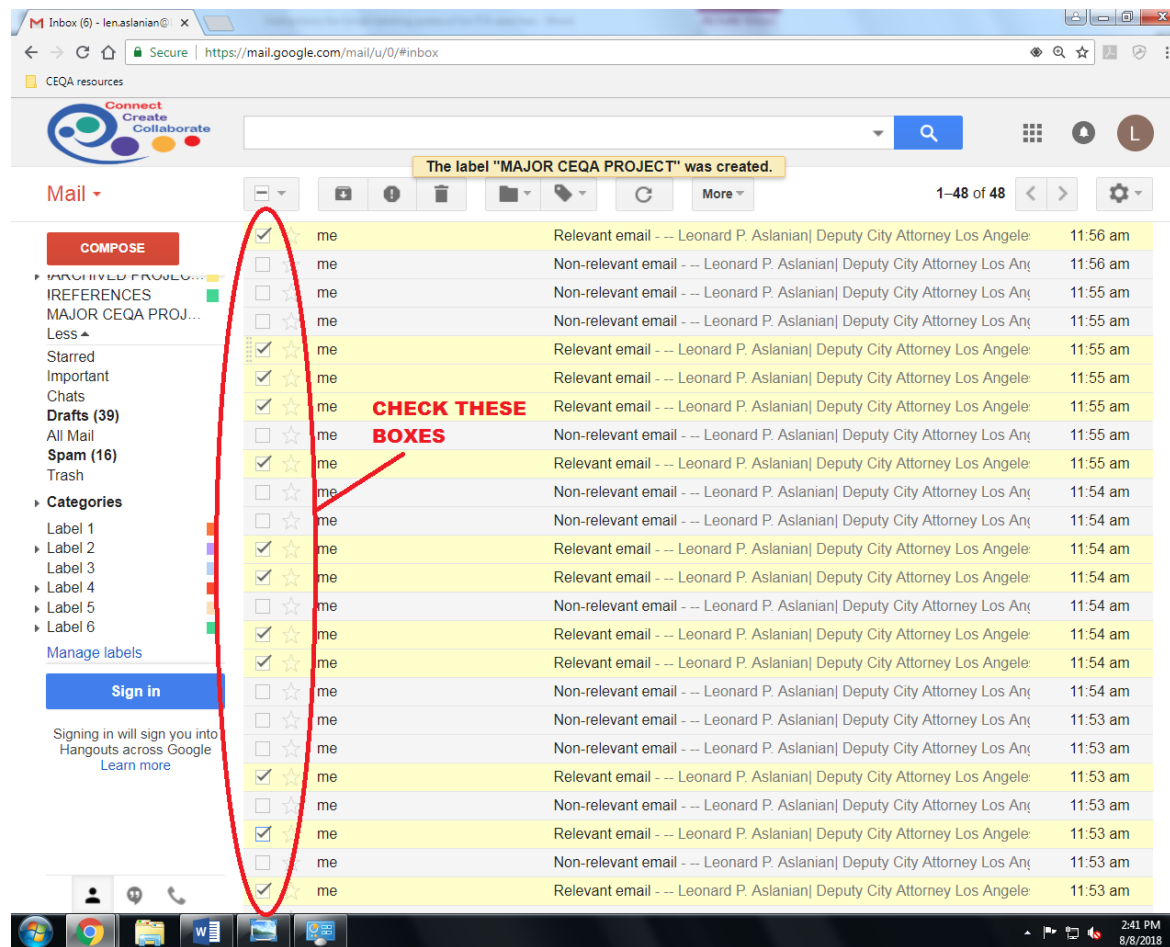 Inbox (6) - len.aslanian@
Secure | https://mail.google.com/mail/u/0/#inbox
CEQA resources
Connect
Create
Collaborate
L
The label "MAJOR CEQA PROJECT" was created.
Mail
More
1–48 of 48
COMPOSE
!ARCHIVED PROJEC...
!REFERENCES
MAJOR CEQA PROJ...
Less
Starred
Important
Chats
Drafts (39)
All Mail
Spam (16)
Trash
Categories
Label 1
Label 2
Label 3
Label 4
Label 5
Label 6
Manage labels
Sign in
Signing in will sign you into
Hangouts across Google
Learn more
CHECK THESE
BOXES
me Relevant email - -- Leonard P. Aslanian| Deputy City Attorney Los Angele 11:56 am
me Non-relevant email - -- Leonard P. Aslanian| Deputy City Attorney Los Ang 11:56 am
me Non-relevant email - -- Leonard P. Aslanian| Deputy City Attorney Los Ang 11:55 am
me Non-relevant email - -- Leonard P. Aslanian| Deputy City Attorney Los Ang 11:55 am
me Relevant email - -- Leonard P. Aslanian| Deputy City Attorney Los Angele 11:55 am
me Relevant email - -- Leonard P. Aslanian| Deputy City Attorney Los Angele 11:55 am
me Relevant email - -- Leonard P. Aslanian| Deputy City Attorney Los Angele 11:55 am
me Non-relevant email - -- Leonard P. Aslanian| Deputy City Attorney Los Ang 11:55 am
me Relevant email - -- Leonard P. Aslanian| Deputy City Attorney Los Angele 11:55 am
me Non-relevant email - -- Leonard P. Aslanian| Deputy City Attorney Los Ang 11:54 am
me Non-relevant email - -- Leonard P. Aslanian| Deputy City Attorney Los Ang 11:54 am
me Relevant email - -- Leonard P. Aslanian| Deputy City Attorney Los Angele 11:54 am
me Relevant email - -- Leonard P. Aslanian| Deputy City Attorney Los Angele 11:54 am
me Non-relevant email - -- Leonard P. Aslanian| Deputy City Attorney Los Ang 11:54 am
me Relevant email - -- Leonard P. Aslanian| Deputy City Attorney Los Angele 11:54 am
me Relevant email - -- Leonard P. Aslanian| Deputy City Attorney Los Angele 11:54 am
me Non-relevant email - -- Leonard P. Aslanian| Deputy City Attorney Los Ang 11:54 am
me Non-relevant email - -- Leonard P. Aslanian| Deputy City Attorney Los Ang 11:53 am
me Non-relevant email - -- Leonard P. Aslanian| Deputy City Attorney Los Ang 11:53 am
me Relevant email - -- Leonard P. Aslanian| Deputy City Attorney Los Angele 11:53 am
me Non-relevant email - -- Leonard P. Aslanian| Deputy City Attorney Los Ang 11:53 am
me Relevant email - -- Leonard P. Aslanian| Deputy City Attorney Los Angele 11:53 am
me Non-relevant email - -- Leonard P. Aslanian| Deputy City Attorney Los Ang 11:53 am
me Relevant email - -- Leonard P. Aslanian| Deputy City Attorney Los Angele 11:53 am
2:41 PM
8/8/2018